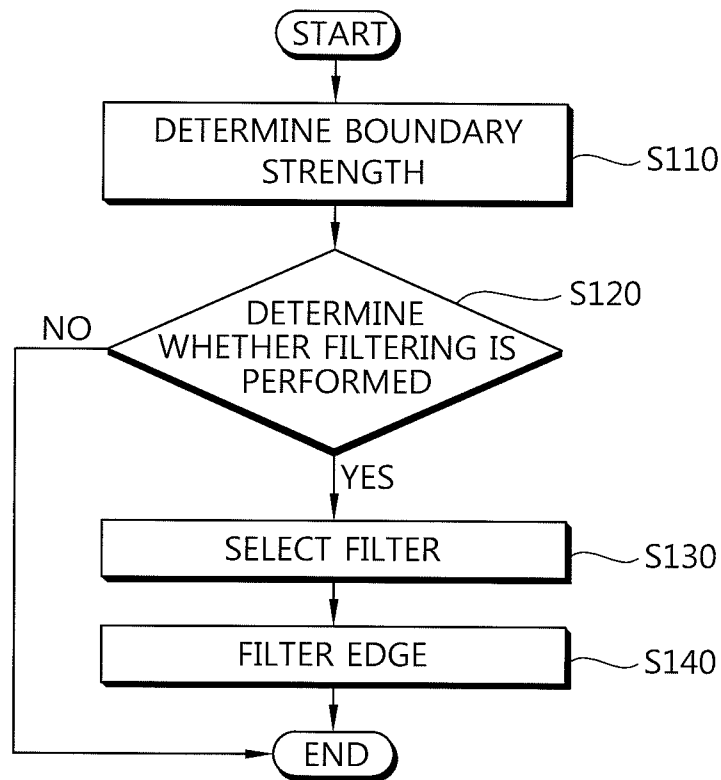 START
DETERMINE BOUNDARY
STRENGTH
S110
DETERMINE
WHETHER FILTERING IS
PERFORMED
S120
NO
YES
SELECT FILTER
S130
FILTER EDGE
S140
END